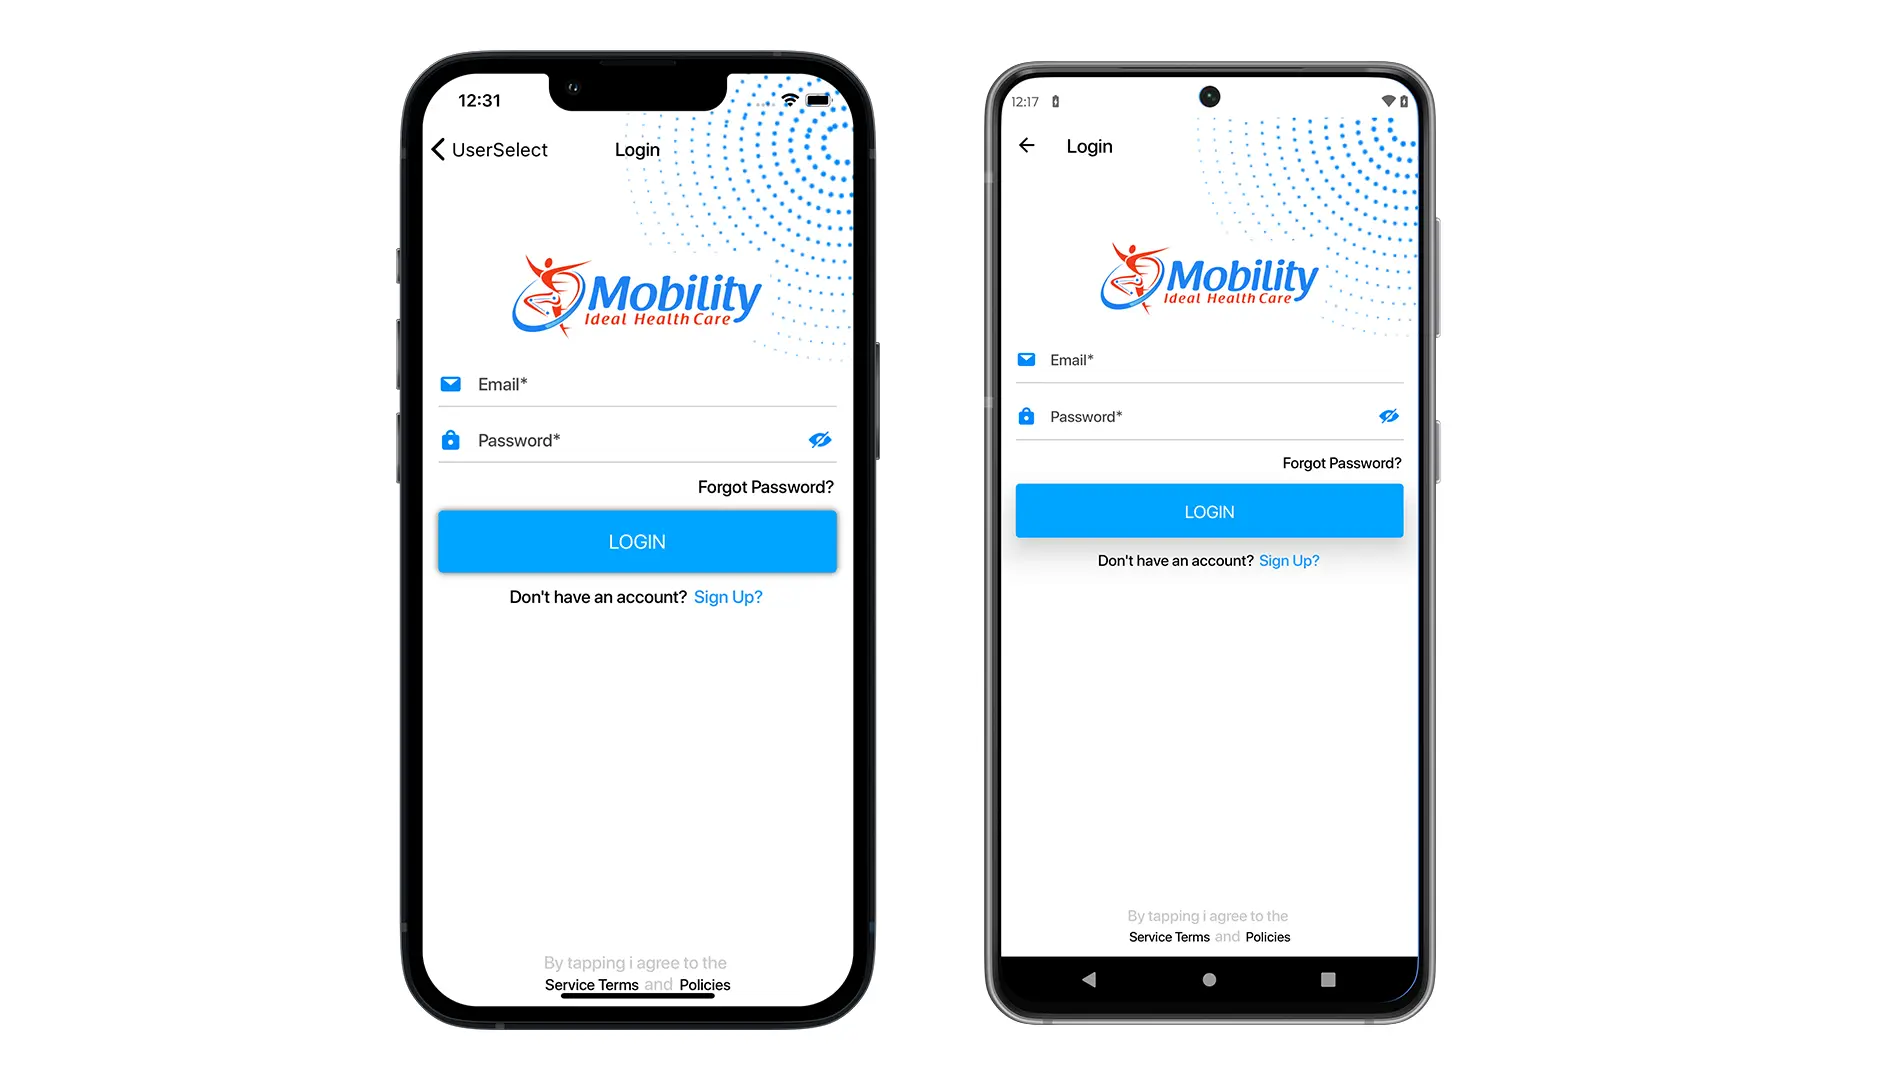 12:31
UserSelect
Login
Mobility
Ideal Health Care
Email*
Password*
Forgot Password?
LOGIN
Don't have an account? Sign Up?
By tapping i agree to the
Service Terms and Policies
12:17
Login
Mobility
Ideal Health Care
Email*
Password*
Forgot Password?
LOGIN
Don't have an account? Sign Up?
By tapping i agree to the
Service Terms and Policies